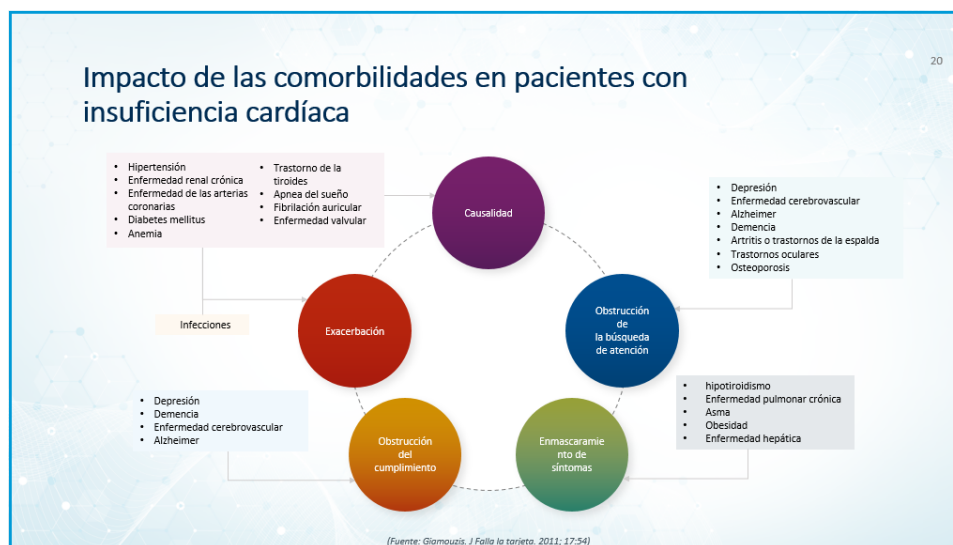 20
Impacto de las comorbilidades en pacientes con
insuficiencia cardíaca
• Hipertensión
• Enfermedad renal crónica
• Enfermedad de las arterias
coronarias
• Diabetes mellitus
• Anemia
• Trastorno de la
tiroides
• Apnea del sueño
• Fibrilación auricular
• Enfermedad valvular
Causalidad
• Depresión
• Enfermedad cerebrovascular
• Alzheimer
• Demencia
• Artritis o trastornos de la espalda
• Trastornos oculares
• Osteoporosis
Infecciones
Exacerbación
Obstrucción
de
la búsqueda
de atención
• Depresión
• Demencia
• Enfermedad cerebrovascular
• Alzheimer
Obstrucción
del
cumplimiento
Enmascaramie
nto de
síntomas
• hipotiroidismo
• Enfermedad pulmonar crónica
• Asma
• Obesidad
• Enfermedad hepática
(Fuente: Giamouzis. J Falla la tarjeta. 2011; 17:54)